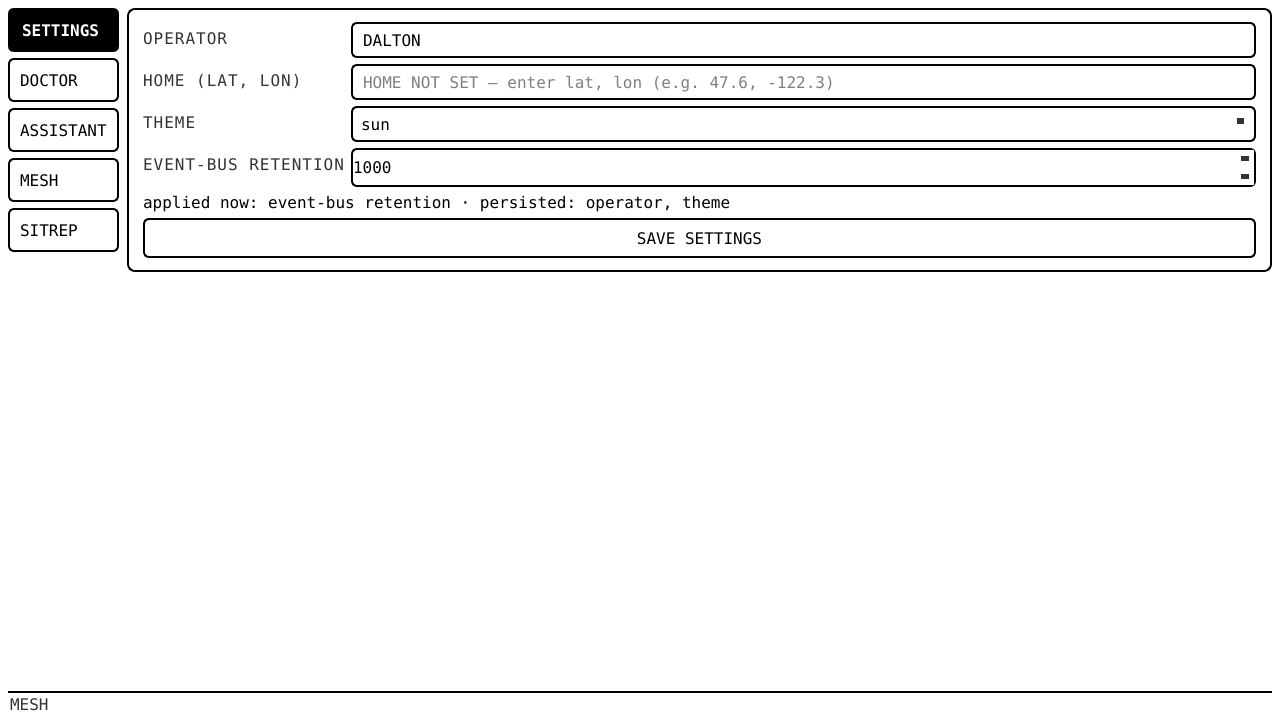 SETTINGS
DOCTOR
ASSISTANT
MESH
SITREP
OPERATOR DALTON
HOME (LAT, LON) HOME NOT SET — enter lat, lon (e.g. 47.6, -122.3)
THEME sun
EVENT-BUS RETENTION 1000
applied now: event-bus retention · persisted: operator, theme
SAVE SETTINGS
MESH